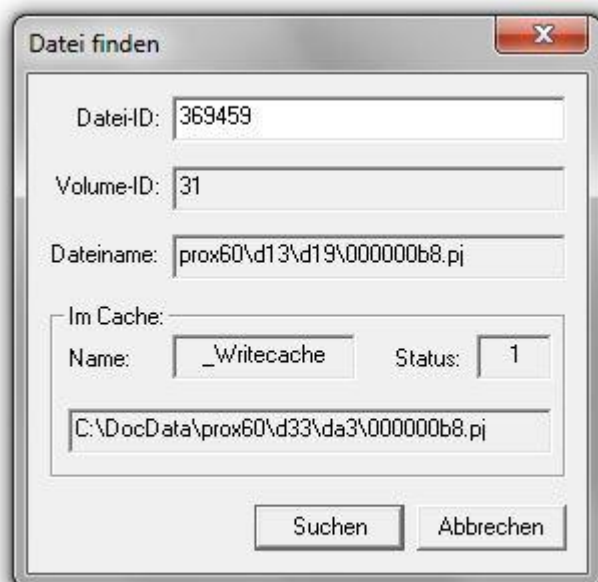 Datei finden
Datei-ID: 369459
Volume-ID: 31
Dateiname: prox60\d13\d19\000000b8.pj
Im Cache:
Name: _Writecache Status: 1
C:\DocData\prox60\d33\da3\000000b8.pj
Suchen Abbrechen